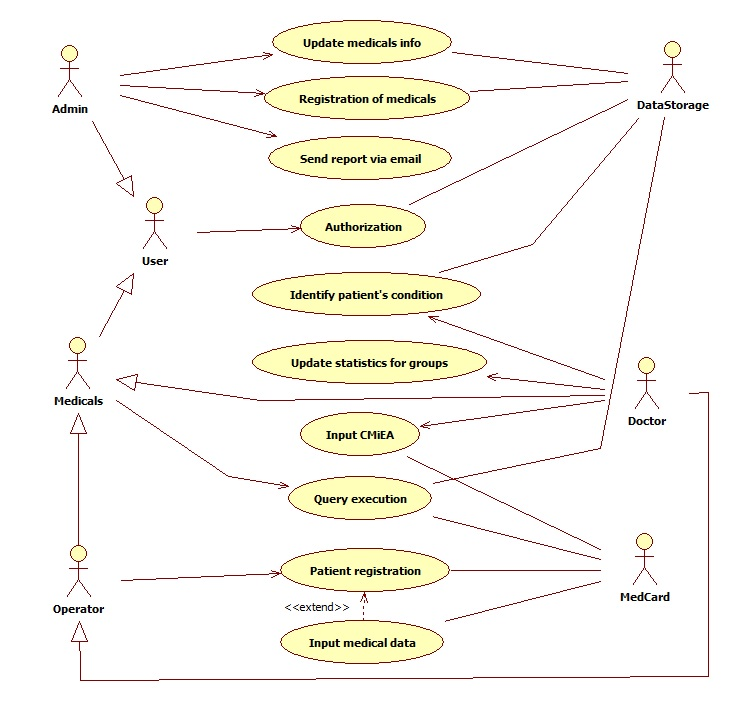 Update medicals info
Admin
Registration of medicals
DataStorage
Send report via email
User
Authorization
Identify patient's condition
Update statistics for groups
Medicals
Doctor
Input CMiEA
Query execution
Operator
Patient registration
MedCard
<<extend>>
Input medical data